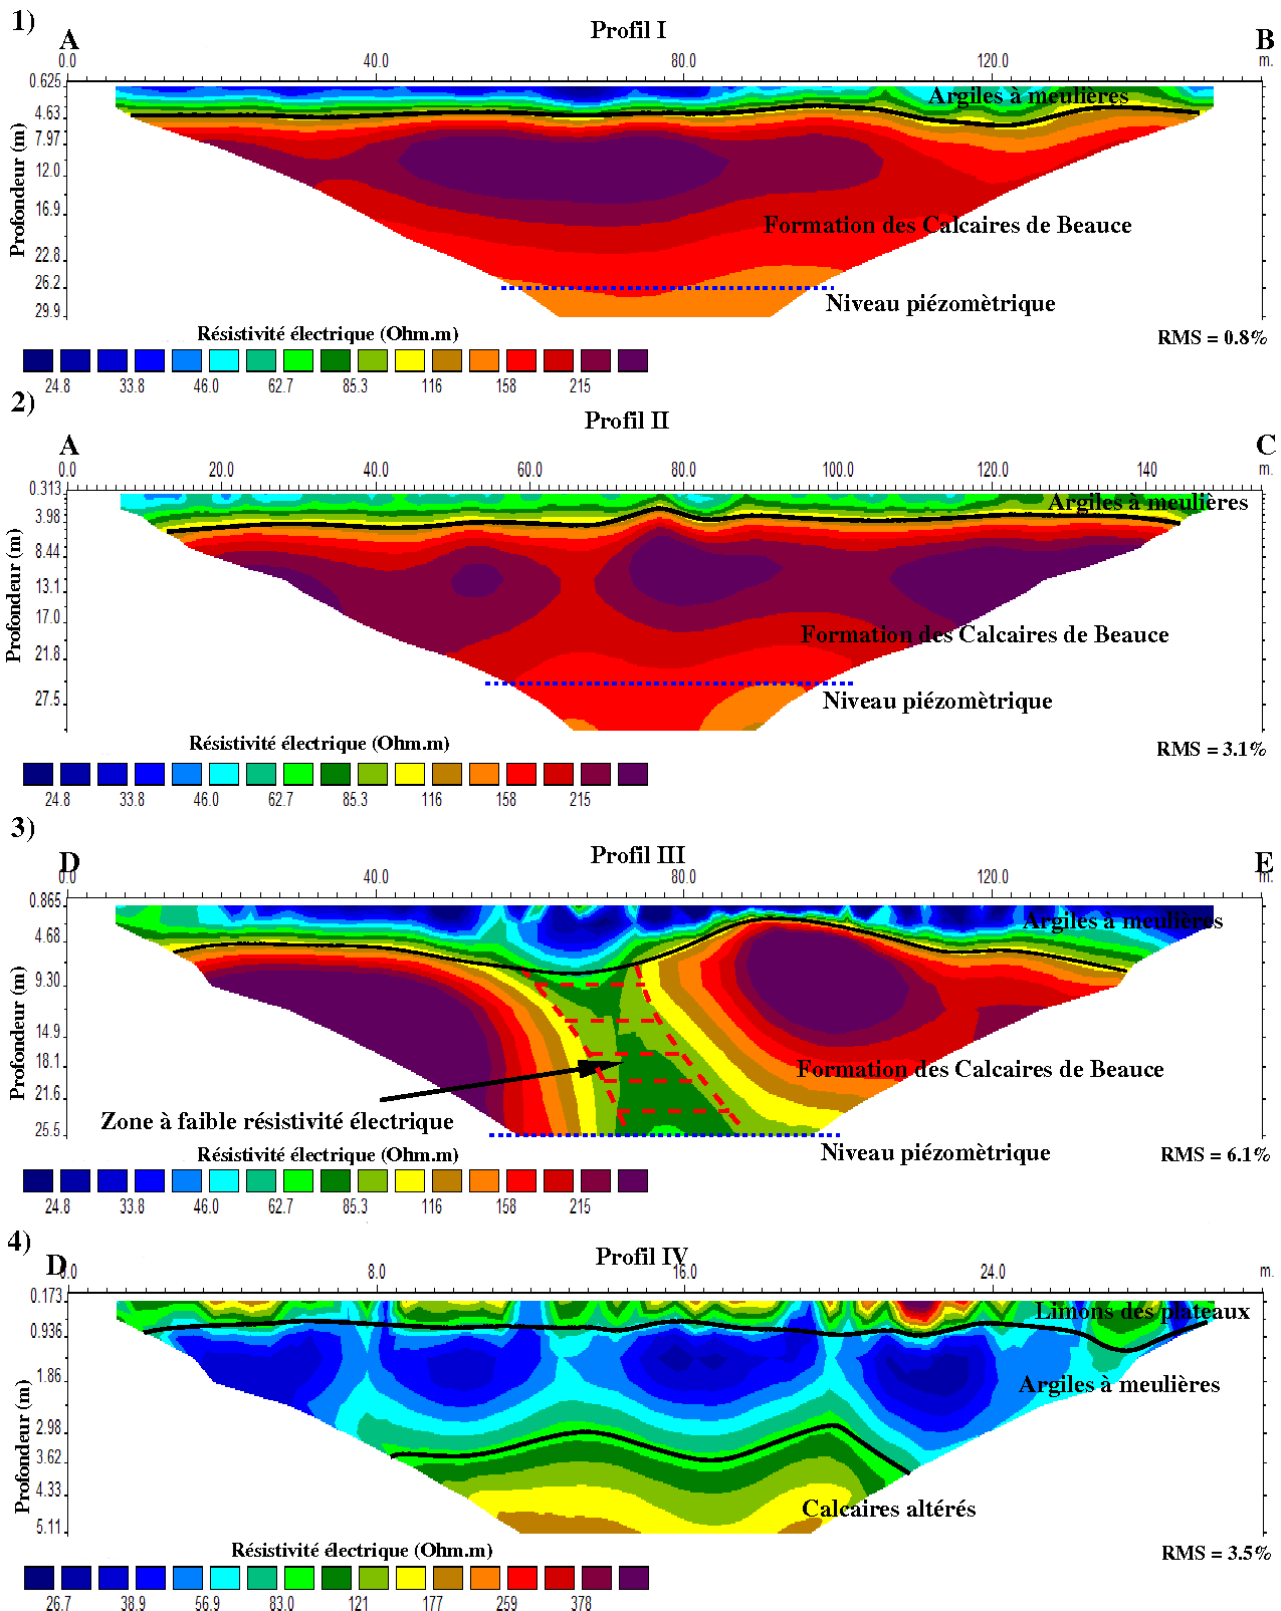 1)
Profil I
A
B
0.0 40.0 80.0 120.0 m.
Profondeur (m)
0.625
4.63
7.97
12.0
16.9
22.8
26.2
29.9
Argiles à meulières
Formation des Calcaires de Beauce
Niveau piézomètrique
Résistivité électrique (Ohm.m)
RMS = 0.8%
24.8 33.8 46.0 62.7 85.3 116 158 215
2)
Profil II
A
C
0.0 20.0 40.0 60.0 80.0 100.0 120.0 140 m.
Profondeur (m)
0.313
3.98
8.44
13.1
17.0
21.8
27.5
Argiles à meulières
Formation des Calcaires de Beauce
Niveau piézomètrique
Résistivité électrique (Ohm.m)
RMS = 3.1%
24.8 33.8 46.0 62.7 85.3 116 158 215
3)
Profil III
D
E
0.0 40.0 80.0 120.0 m.
Profondeur (m)
0.865
4.68
9.30
14.9
18.1
21.6
25.5
Argiles à meulières
Formation des Calcaires de Beauce
Zone à faible résistivité électrique
Niveau piézomètrique
Résistivité électrique (Ohm.m)
RMS = 6.1%
24.8 33.8 46.0 62.7 85.3 116 158 215
4)
Profil IV
D
0.0 8.0 16.0 24.0 m.
Profondeur (m)
0.173
0.936
1.86
2.98
3.62
4.33
5.11
Limons des plateaux
Argiles à meulières
Calcaires altérés
Résistivité électrique (Ohm.m)
RMS = 3.5%
26.7 38.9 56.9 83.0 121 177 259 378